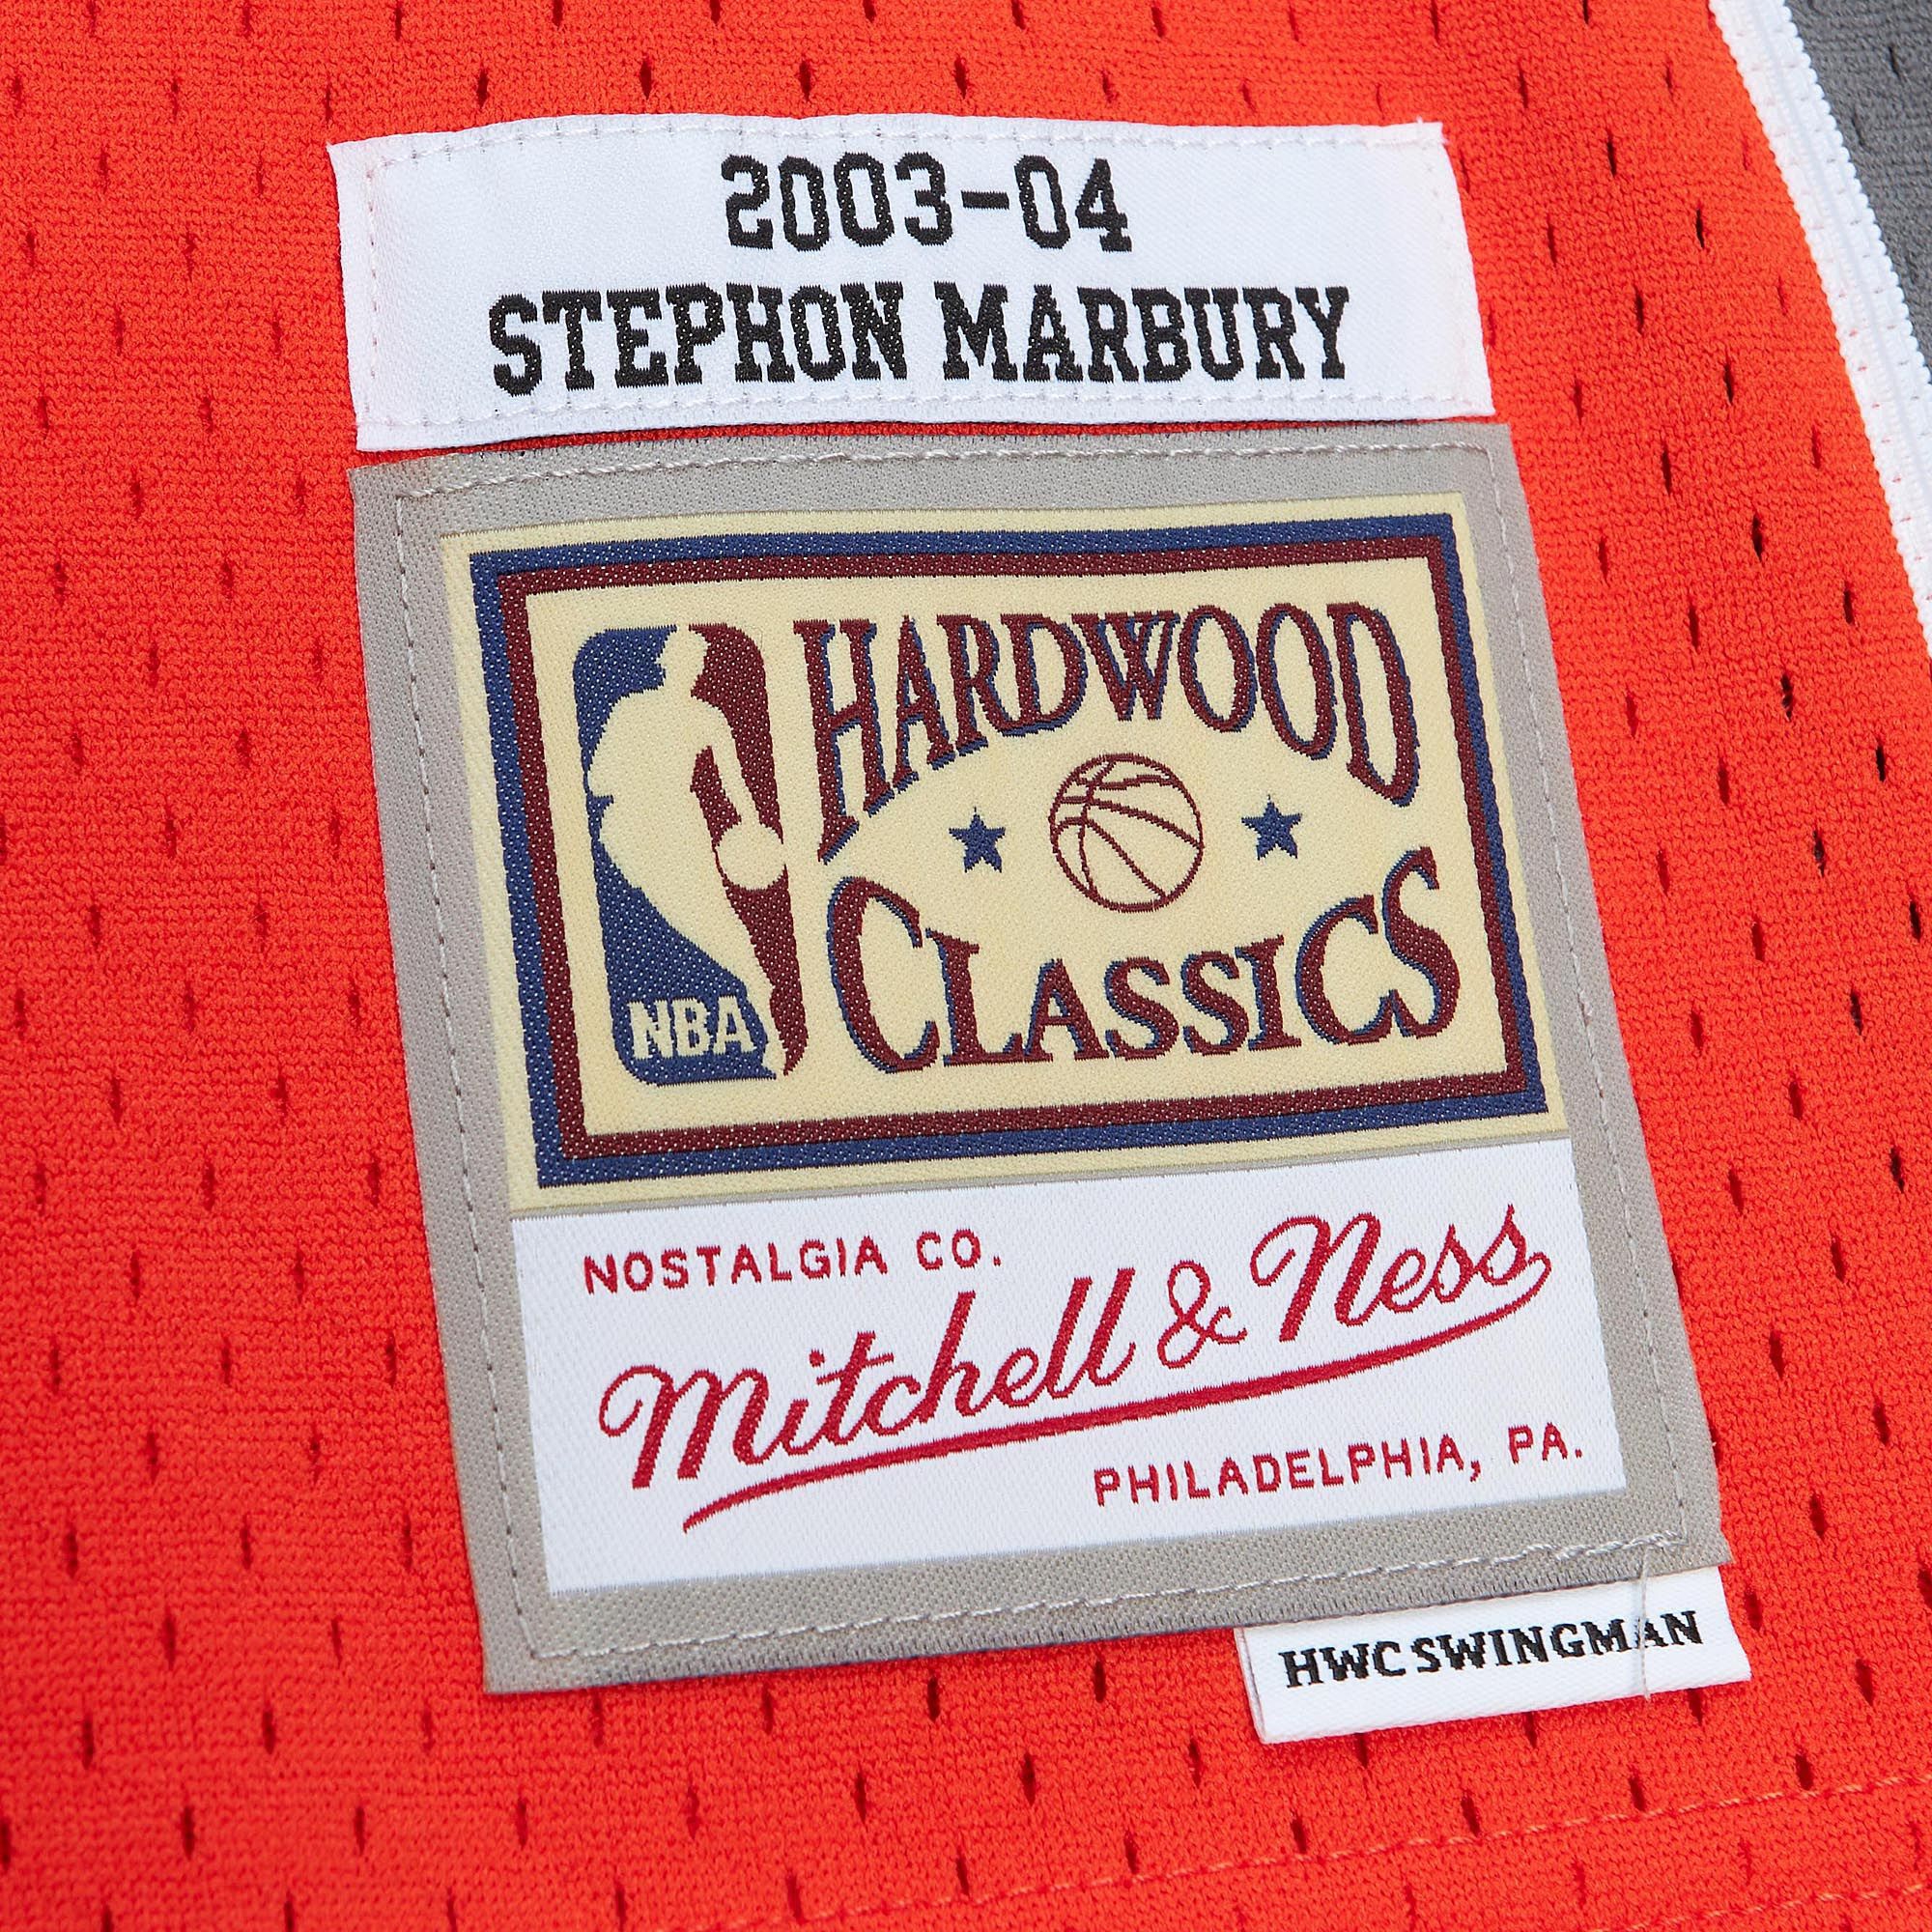 2003-04
STEPHON MARBURY
HARDWOOD
CLASSICS
NBA
NOSTALGIA CO.
Mitchell & Ness
PHILADELPHIA, PA.
HWC SWINGMAN